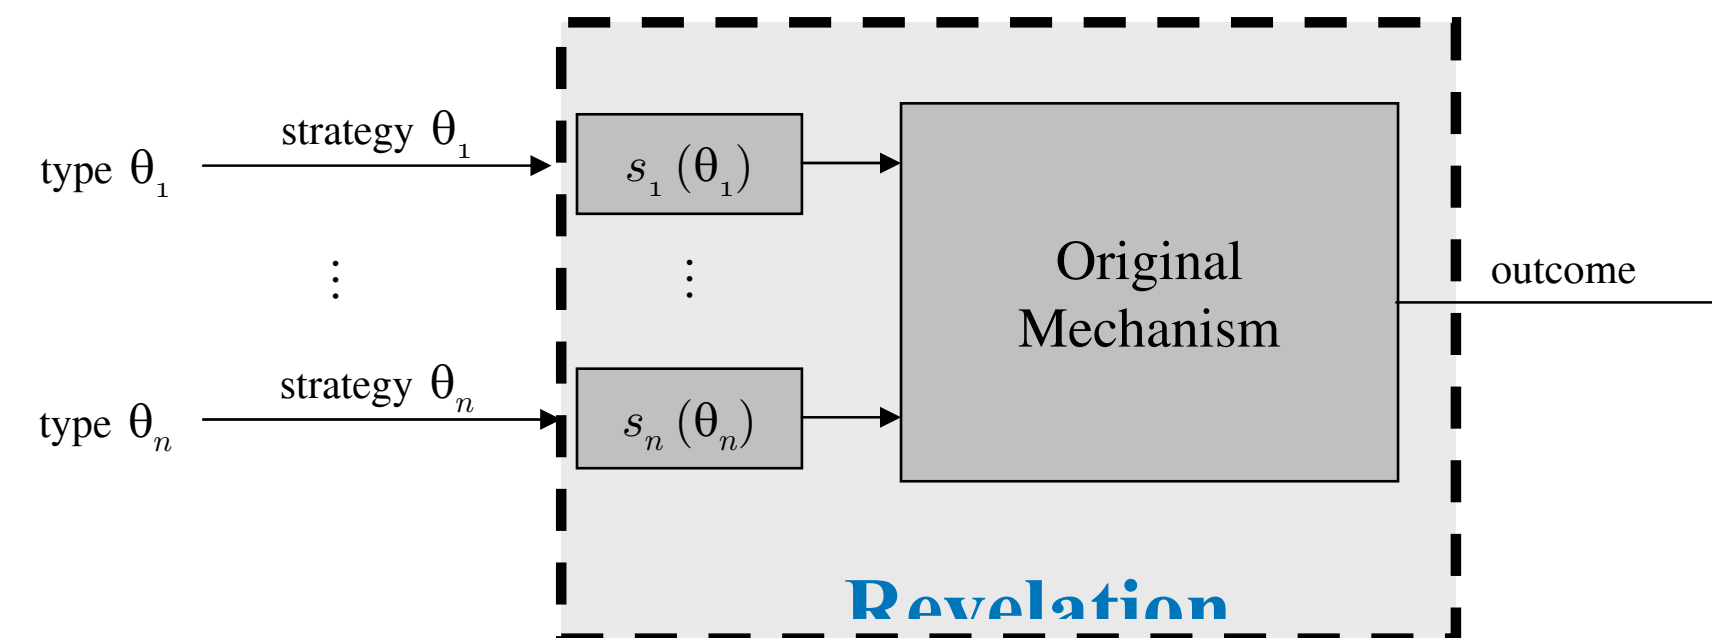 strategy θ₁
type θ₁
s₁ (θ₁)
⋮
⋮
Original
Mechanism
outcome
strategy θₙ
type θₙ
sₙ (θₙ)
Revelation